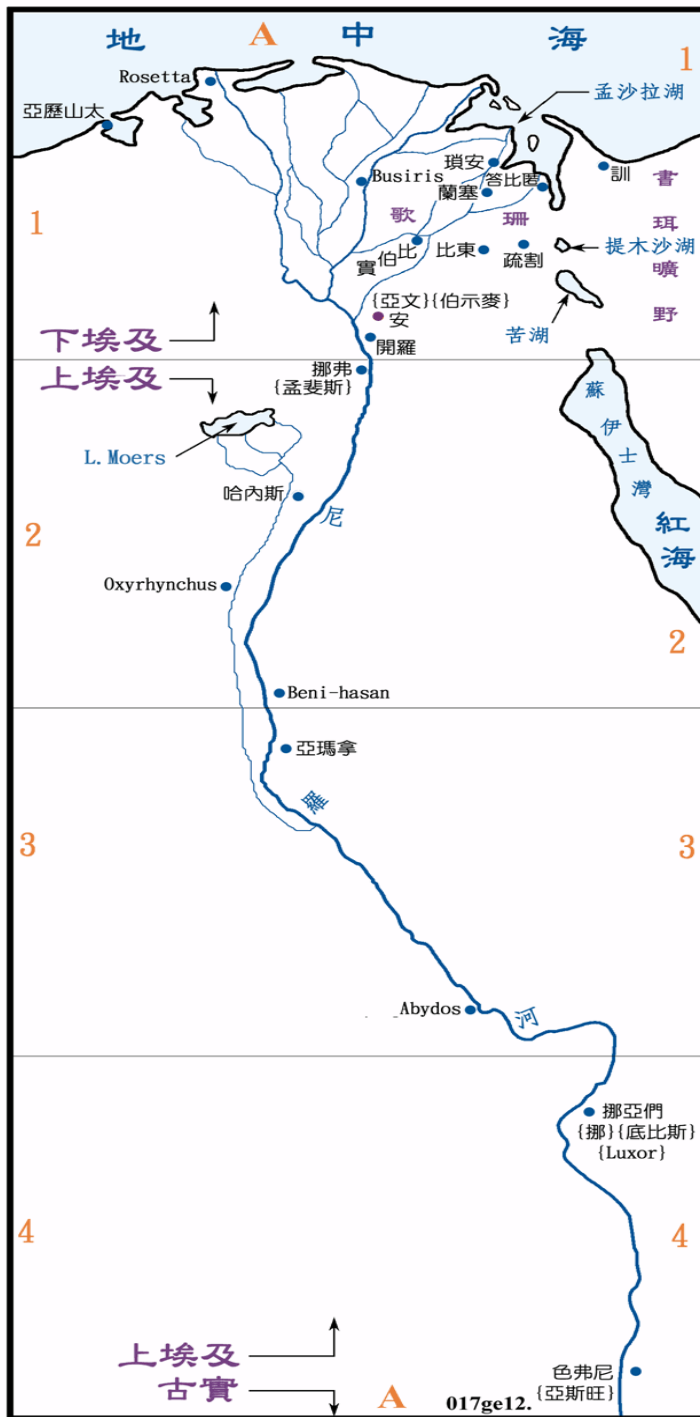 地 A 中 海
1
Rosetta
孟沙拉湖
亞歷山太
瑣安
訓
Busiris
答比匿
蘭塞
書珥曠野
1
歌珊
實
伯
比
比東
疏割
提木沙湖
{亞文}{伯示麥}
安
苦湖
下埃及
開羅
上埃及
挪弗
{孟斐斯}
蘇伊士灣
L.Moers
哈內斯
尼
紅海
2
Oxyrhynchus
2
Beni-hasan
亞瑪拿
羅
3
3
Abydos
河
挪亞們
{挪}{底比斯}
{Luxor}
4
4
上埃及
色弗尼
古實
{亞斯旺}
A
017ge12.